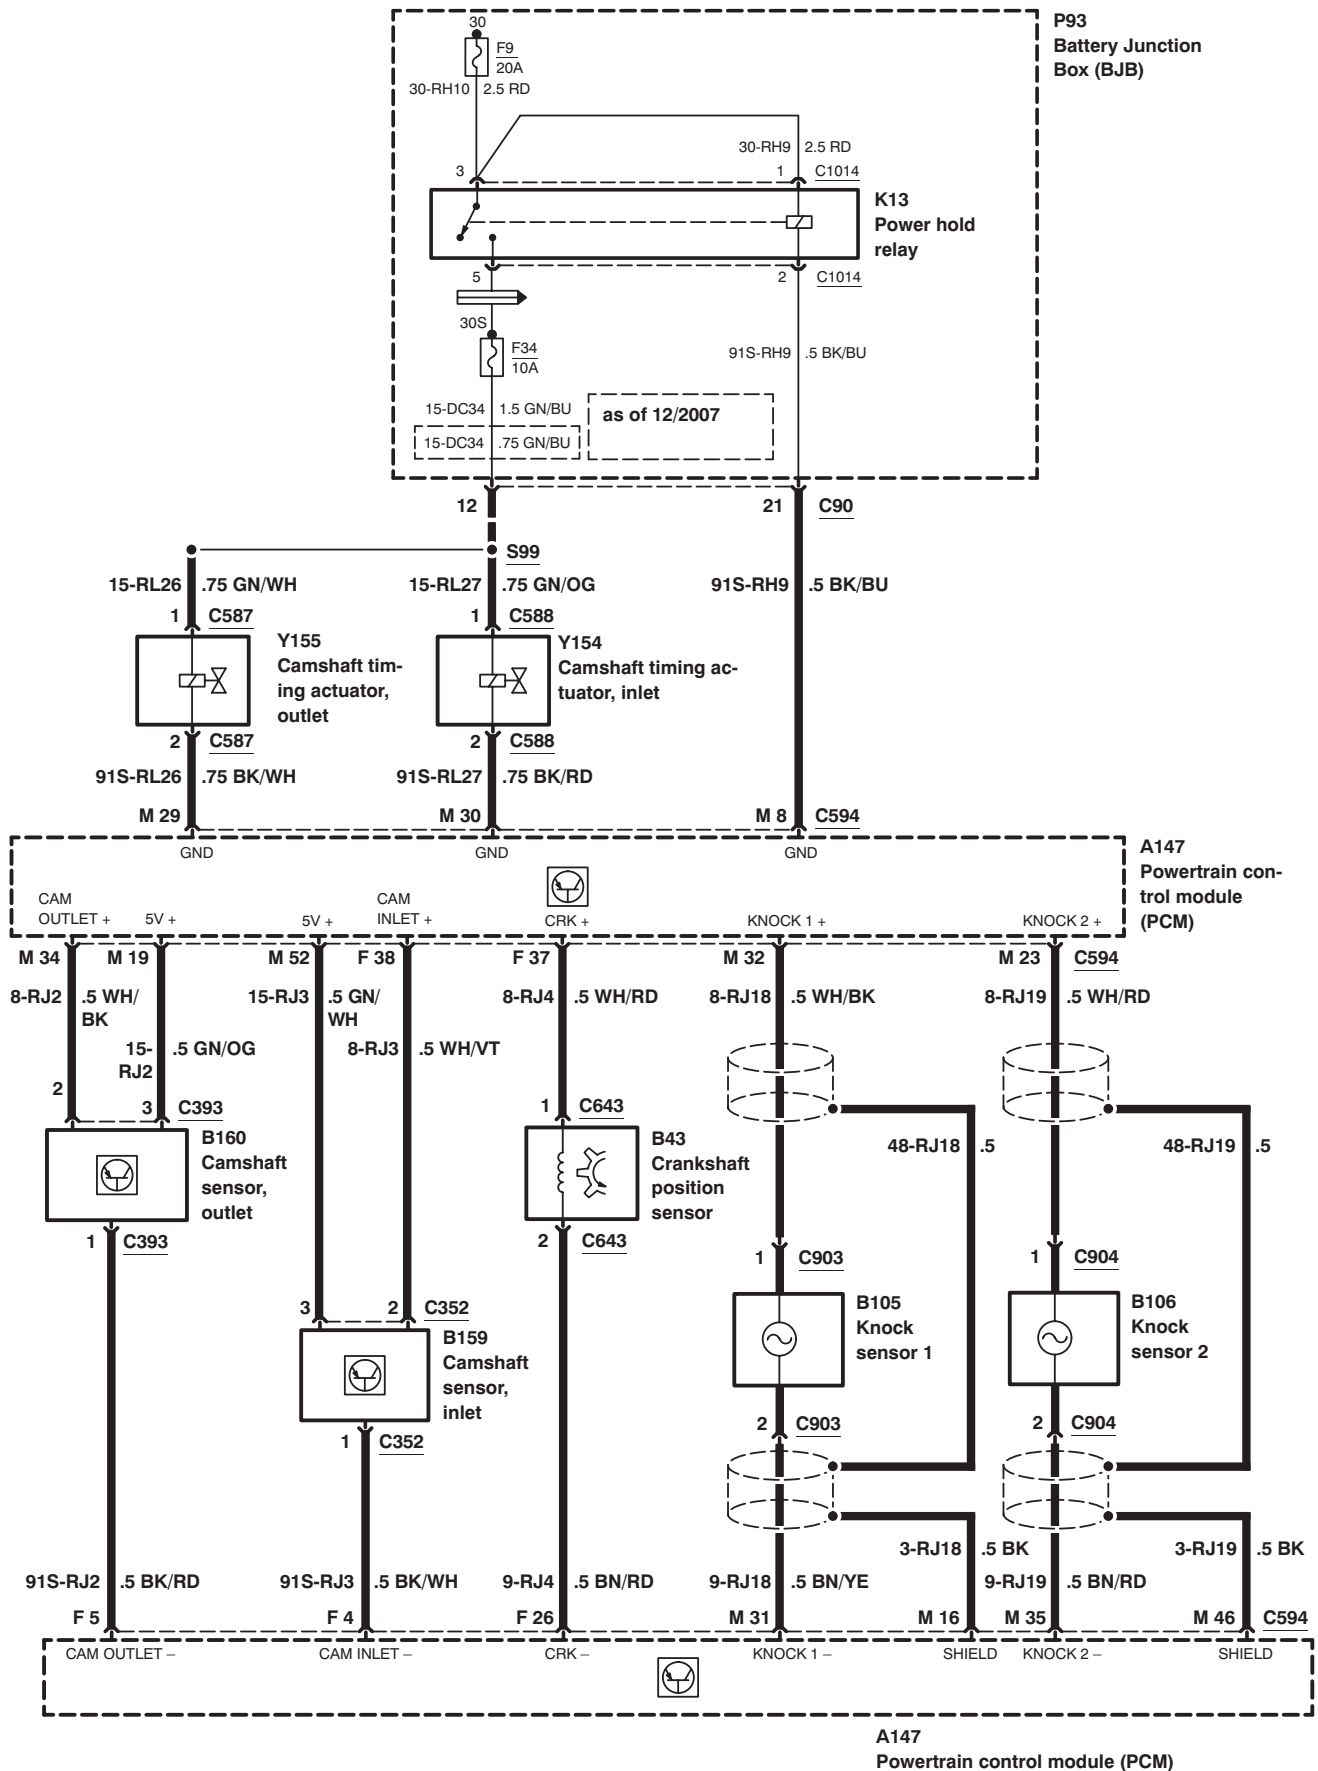 30
P93
Battery Junction
Box (BJB)
F9
20A
30-RH10 2.5 RD
30-RH9 2.5 RD
3 1 C1014
K13
Power hold
relay
5 2 C1014
30S
F34
10A
91S-RH9 .5 BK/BU
15-DC34 1.5 GN/BU
15-DC34 .75 GN/BU
as of 12/2007
12 21 C90
S99
15-RL26 .75 GN/WH 15-RL27 .75 GN/OG 91S-RH9 .5 BK/BU
1 C587 1 C588
Y155
Camshaft tim-
ing actuator,
outlet
Y154
Camshaft timing ac-
tuator, inlet
2 C587 2 C588
91S-RL26 .75 BK/WH 91S-RL27 .75 BK/RD
M 29 M 30 M 8 C594
GND GND GND
A147
Powertrain con-
trol module
(PCM)
CAM
OUTLET + 5V + 5V +
CAM
INLET + CRK + KNOCK 1 + KNOCK 2 +
M 34 M 19 M 52 F 38 F 37 M 32 M 23 C594
8-RJ2 .5 WH/
BK
15-RJ3 .5 GN/
WH
8-RJ4 .5 WH/RD 8-RJ18 .5 WH/BK 8-RJ19 .5 WH/RD
15-
RJ2 .5 GN/OG
8-RJ3 .5 WH/VT
2 3 C393
1 C643
B160
Camshaft
sensor,
outlet
B43
Crankshaft
position
sensor
48-RJ18 .5 48-RJ19 .5
1 C393 2 C643
1 C903 1 C904
3 2 C352
B159
Camshaft
sensor,
inlet
B105
Knock
sensor 1
B106
Knock
sensor 2
1 C352 2 C903 2 C904
3-RJ18 .5 BK 3-RJ19 .5 BK
91S-RJ2 .5 BK/RD 91S-RJ3 .5 BK/WH 9-RJ4 .5 BN/RD 9-RJ18 .5 BN/YE 9-RJ19 .5 BN/RD
F 5 F 4 F 26 M 31 M 16 M 35 M 46 C594
CAM OUTLET – CAM INLET – CRK – KNOCK 1 – SHIELD KNOCK 2 – SHIELD
A147
Powertrain control module (PCM)